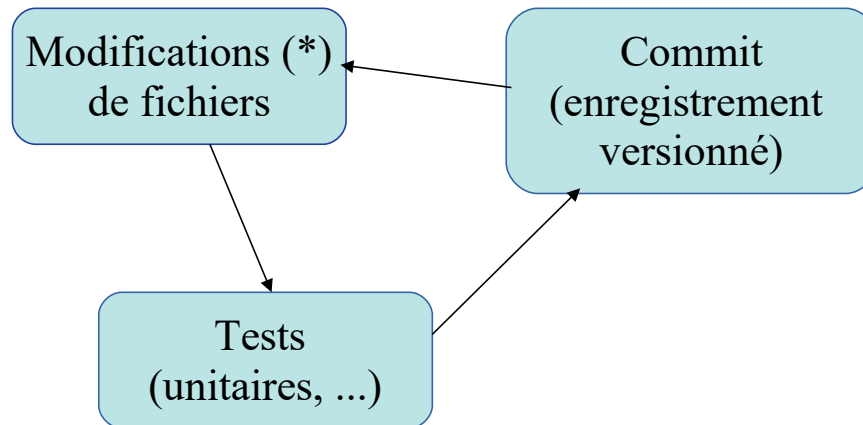 Modifications (*)
de fichiers
Commit
(enregistrement
versionné)
Tests
(unitaires, ...)